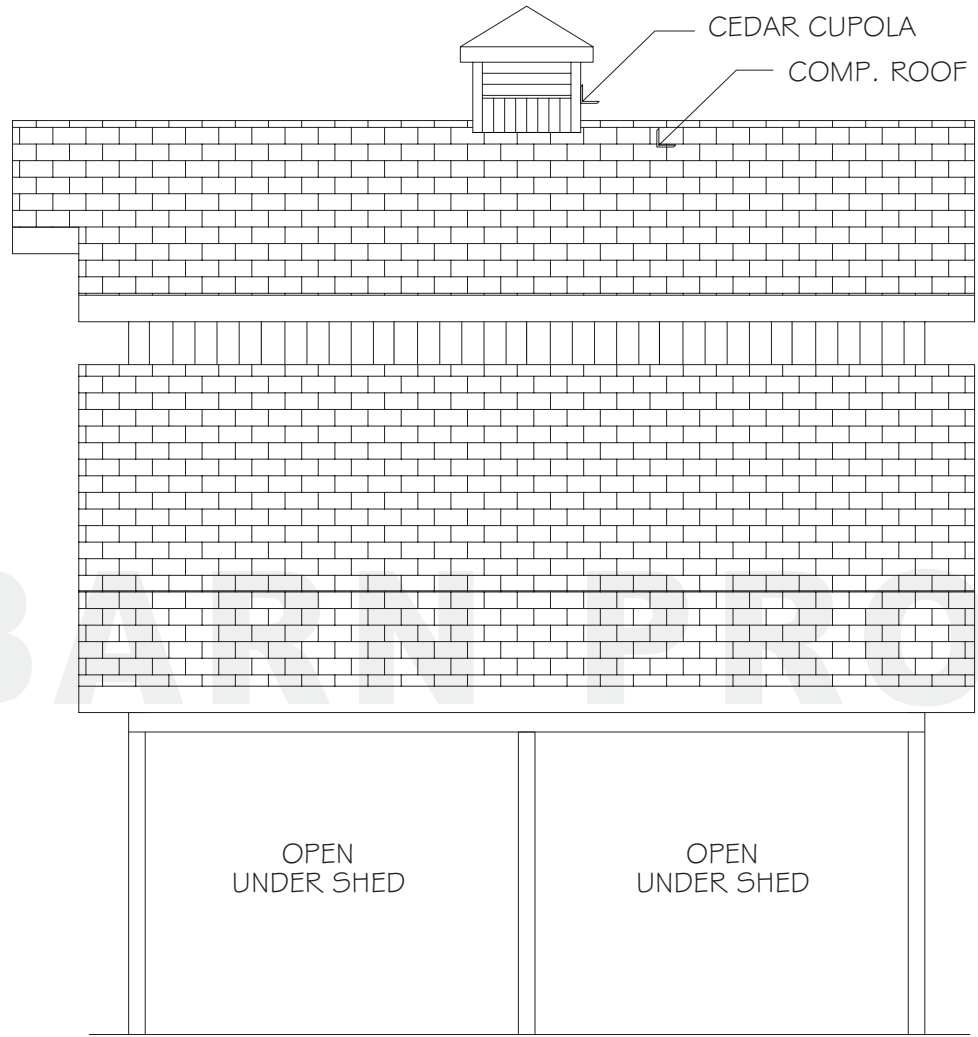 CEDAR CUPOLA
COMP. ROOF
BARN PRO
OPEN
UNDER SHED
OPEN
UNDER SHED